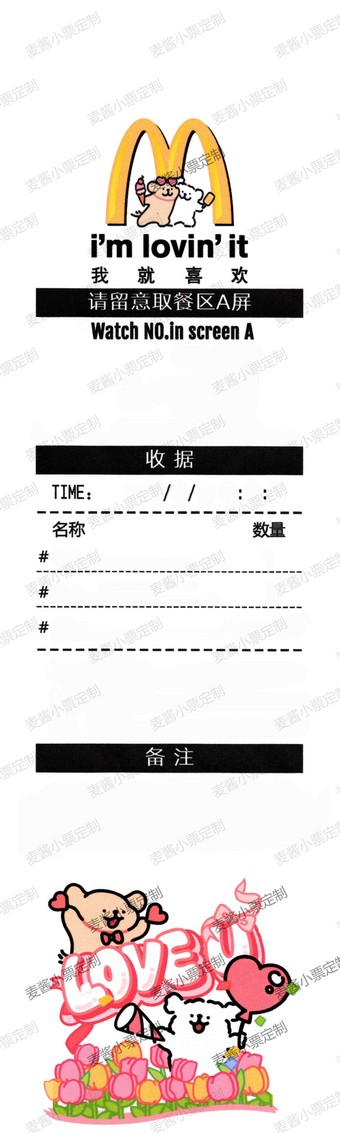 i'm lovin' it
我就喜欢
请留意取餐区A屏
Watch NO.in screen A
收据
TIME: / / : :
名称 数量
#
#
#
备注
LOVE U
麦酱小票定制